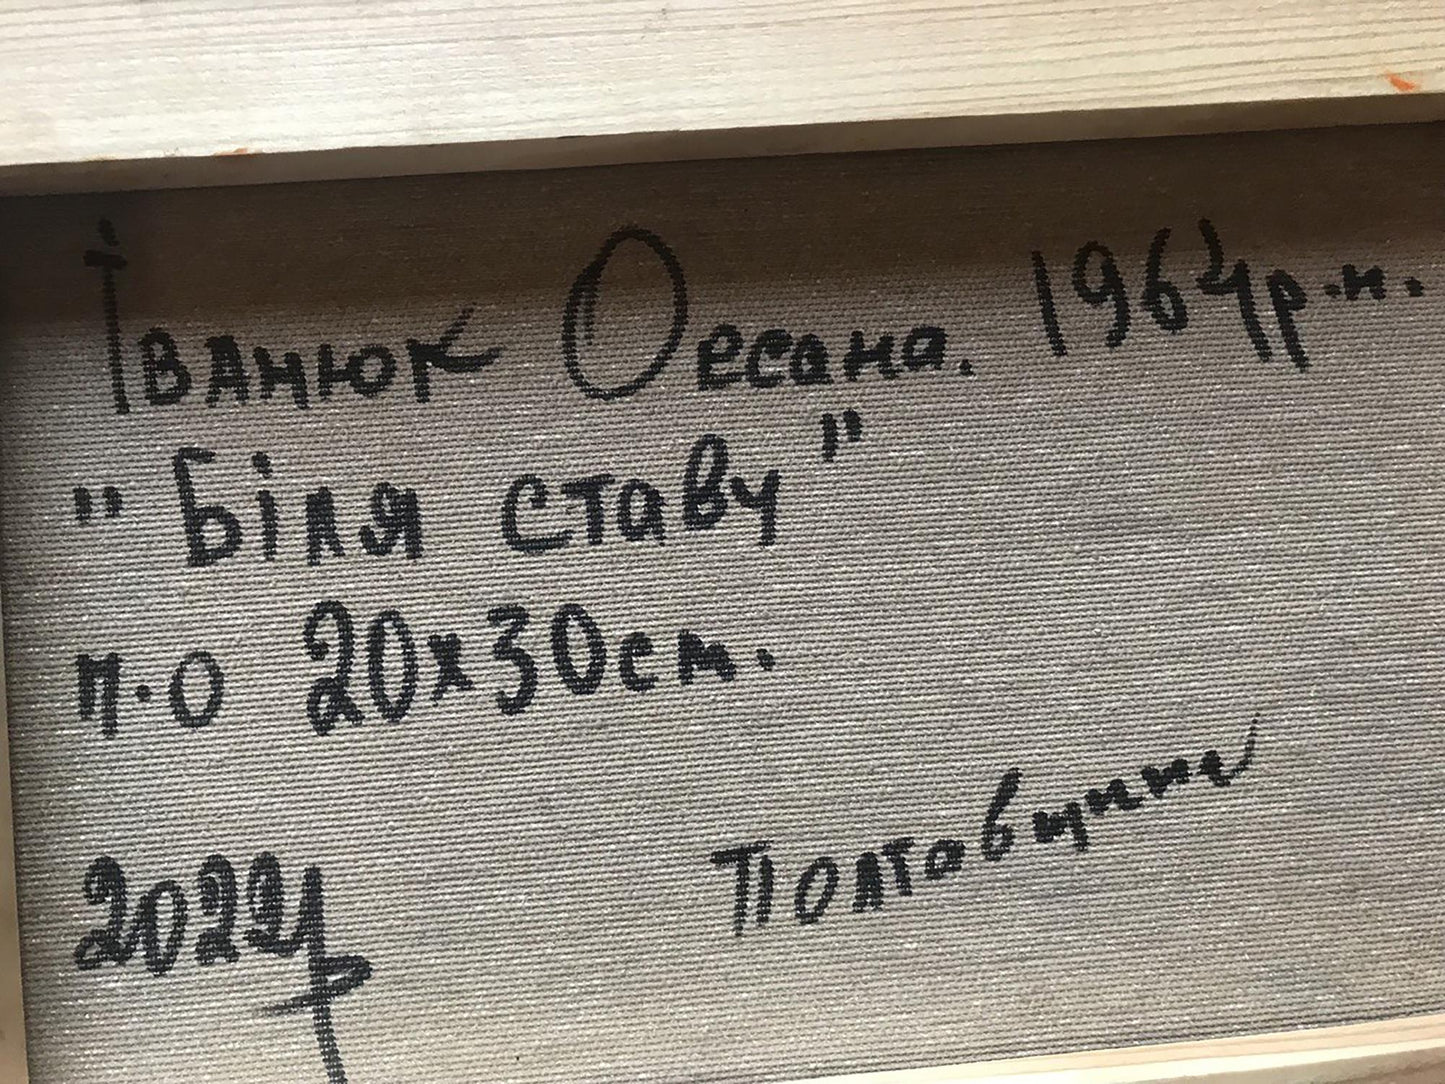 Іванюк Оксана. 1964р.н.
"Біля ставу"
п.о 20х30см.
Полтавщина
2022р